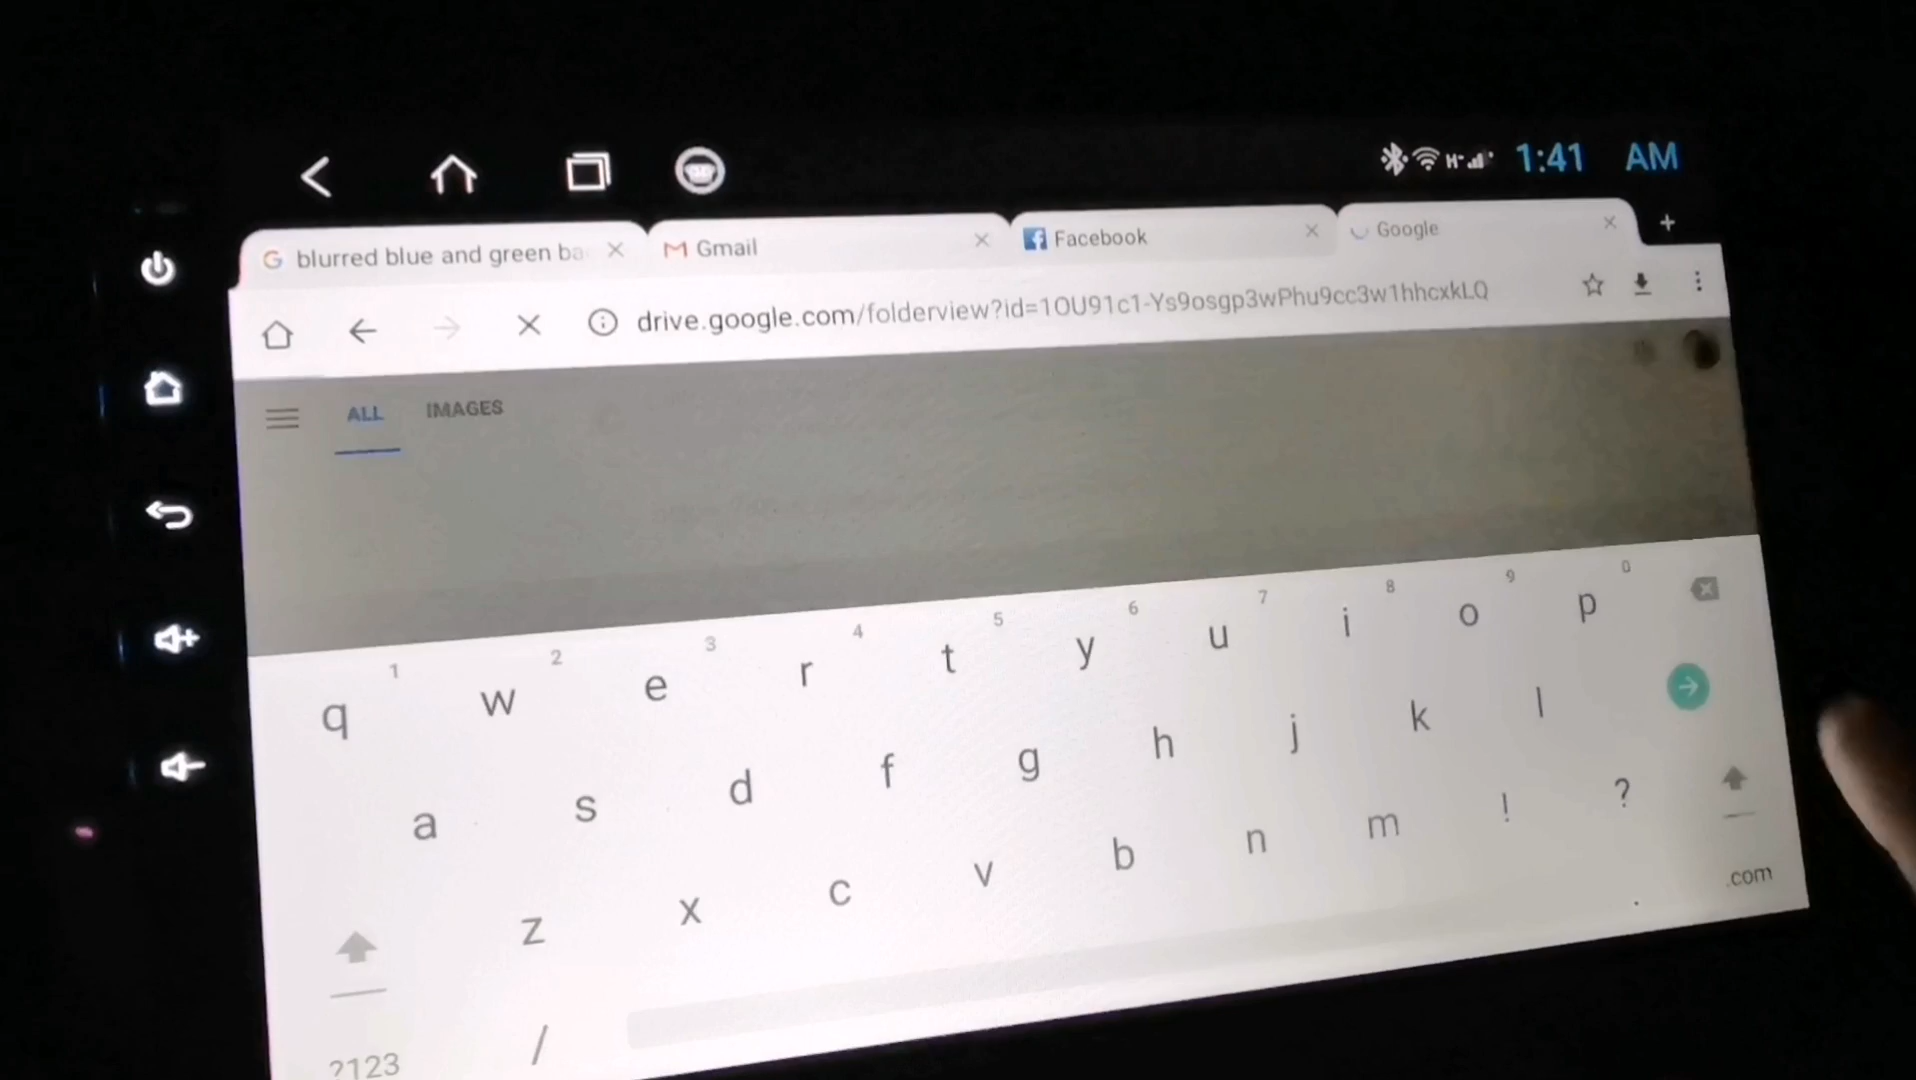 1:41 AM
blurred blue and green ba
Gmail
Facebook
Google
drive.google.com/folderview?id=1OU91c1-Ys9osgp3wPhu9cc3w1hhcxkLQ
ALL IMAGES
1 2 3 4 5 6 7 8 9 0
q w e r t y u i o p
a s d f g h j k l
z x c v b n m ! ?
?123 / . .com